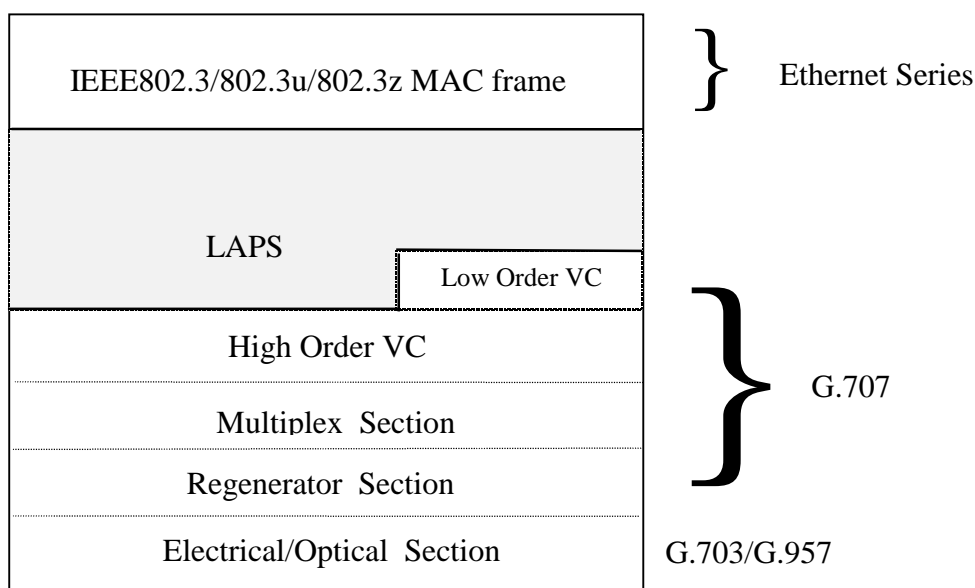 IEEE802.3/802.3u/802.3z MAC frame
Ethernet Series
LAPS
Low Order VC
High Order VC
G.707
Multiplex Section
Regenerator Section
Electrical/Optical Section
G.703/G.957